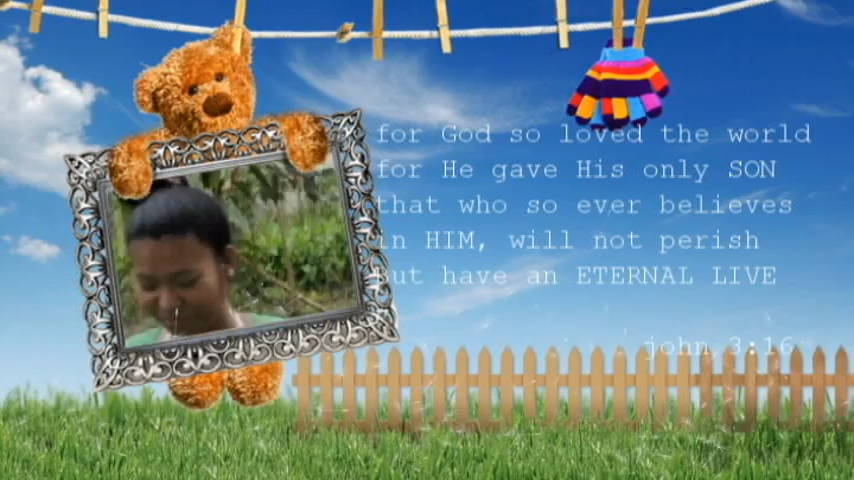 for God so loved the world
for He gave His only SON
that who so ever believes
in HIM, will not perish
but have an ETERNAL LIVE
john 3:16